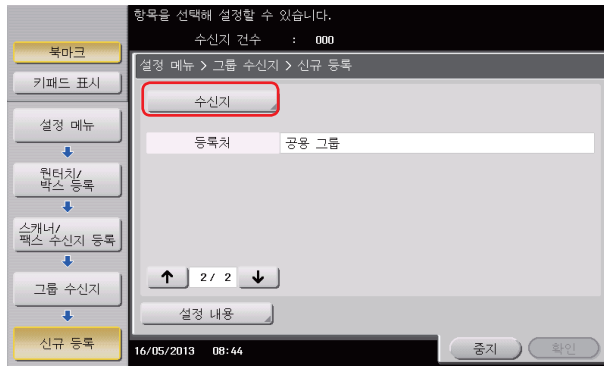 항목을 선택해 설정할 수 있습니다.
수신지 건수 : 000
북마크
키패드 표시
설정 메뉴
원터치/
박스 등록
스캐너/
팩스 수신지 등록
그룹 수신지
신규 등록
설정 메뉴 > 그룹 수신지 > 신규 등록
수신지
등록처 공용 그룹
↑ 2/ 2 ↓
설정 내용
16/05/2013 08:44
중지
확인